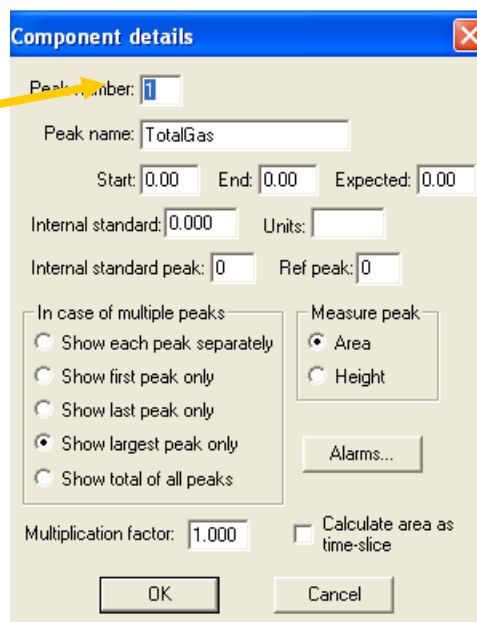 Component details
Peak number: 1
Peak name: TotalGas
Start: 0.00 End: 0.00 Expected: 0.00
Internal standard: 0.000 Units:
Internal standard peak: 0 Ref peak: 0
In case of multiple peaks
Show each peak separately
Show first peak only
Show last peak only
Show largest peak only
Show total of all peaks
Measure peak
Area
Height
Alarms...
Multiplication factor: 1.000
Calculate area as
time-slice
OK Cancel